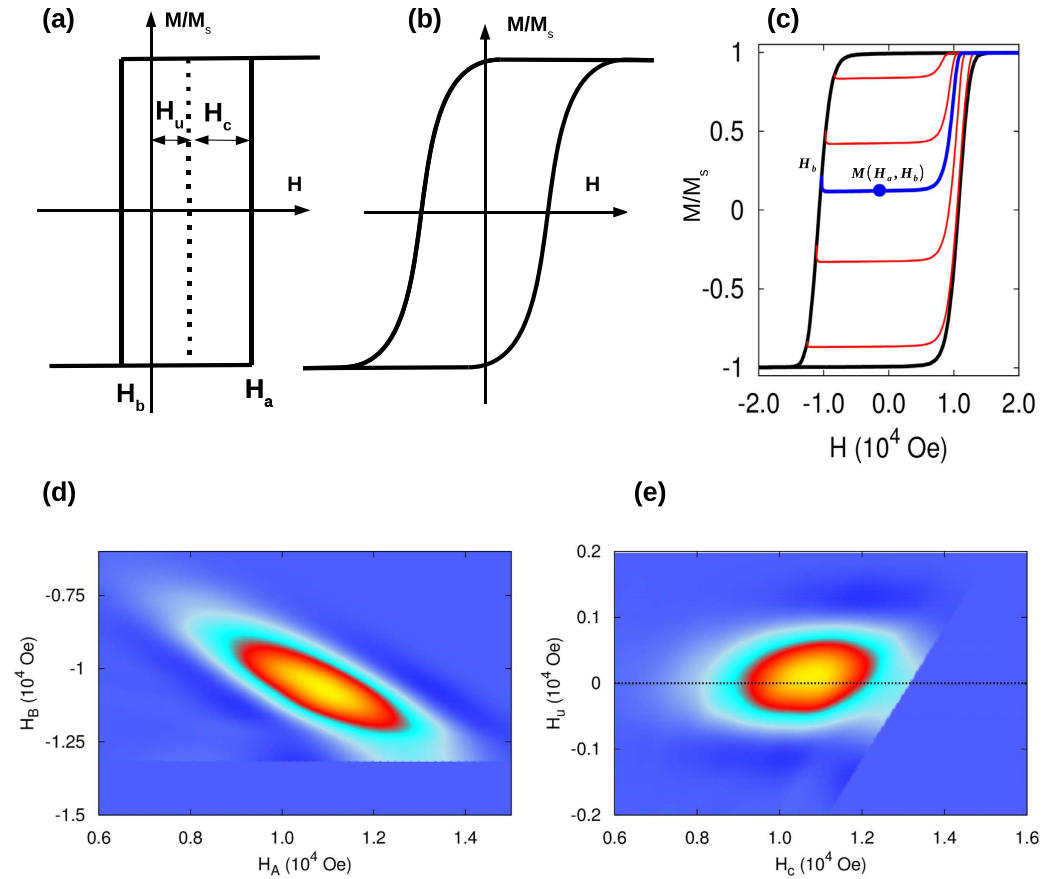 (a)
M/Ms
Hu
Hc
H
Hb
Ha
(b)
M/Ms
H
(c)
M/Ms
1
0.5
0
-0.5
-1
Hb
M(Ha,Hb)
-2.0 -1.0 0.0 1.0 2.0
H (10^4 Oe)
(d)
HB (10^4 Oe)
-0.75
-1
-1.25
-1.5
0.6 0.8 1.0 1.2 1.4
HA (10^4 Oe)
(e)
Hu (10^4 Oe)
0.2
0.1
0
-0.1
-0.2
0.6 0.8 1.0 1.2 1.4 1.6
Hc (10^4 Oe)